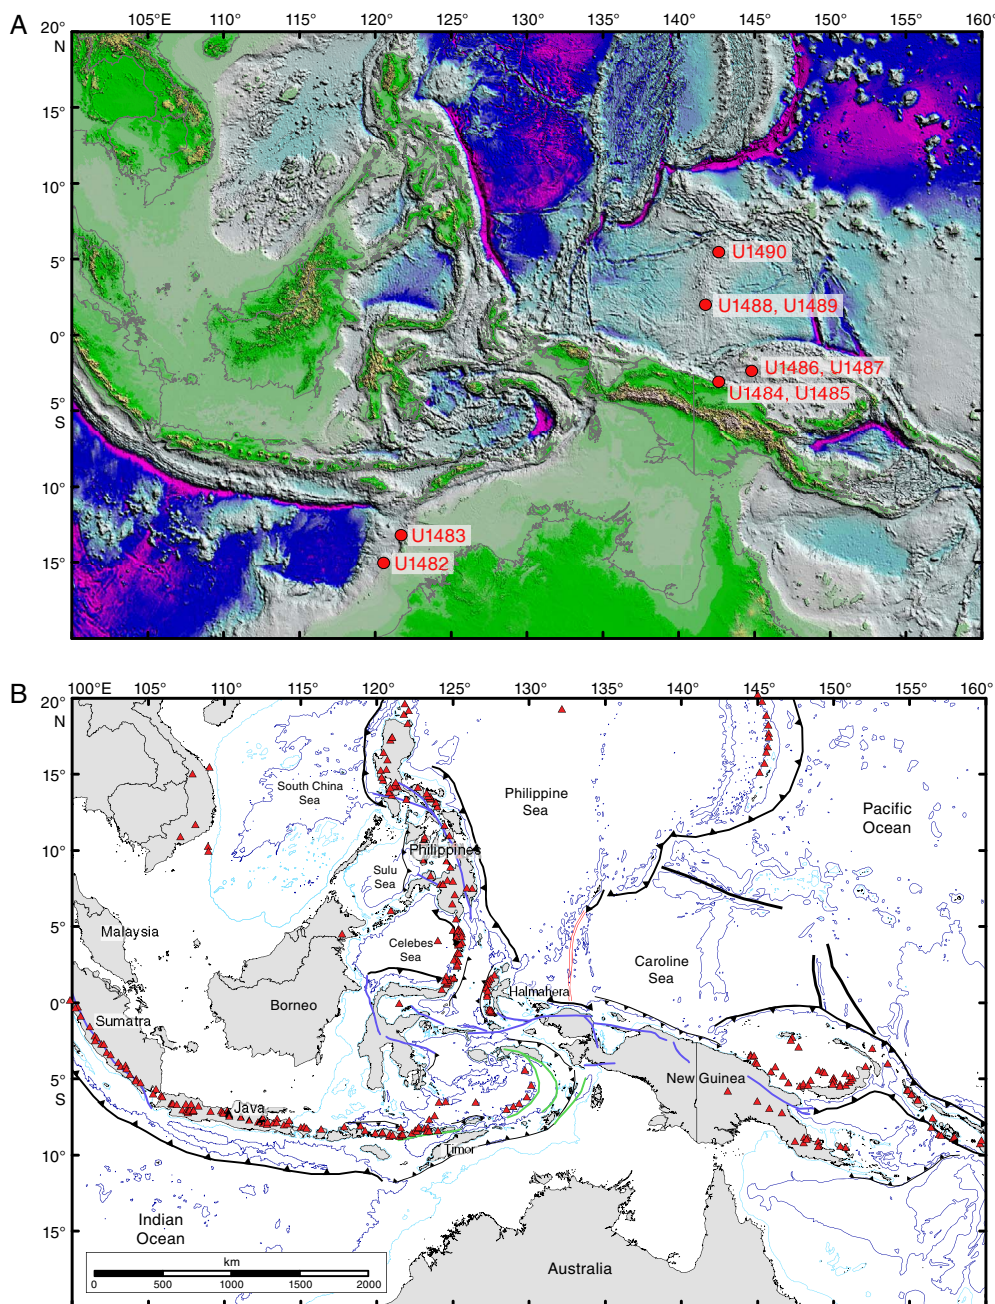 A
105°E 110° 115° 120° 125° 130° 135° 140° 145° 150° 155° 160°
20°
N
15°
10°
5°
0°
5°
S
10°
15°
U1490
U1488, U1489
U1486, U1487
U1484, U1485
U1483
U1482
B
100°E 105° 110° 115° 120° 125° 130° 135° 140° 145° 150° 155° 160°
20°
N
15°
10°
5°
0°
5°
S
10°
15°
South China
Sea
Philippine
Sea
Pacific
Ocean
Philippines
Sulu
Sea
Malaysia
Celebes
Sea
Caroline
Sea
Halmahera
Borneo
Sumatra
New Guinea
Java
Timor
Indian
Ocean
Australia
km
0 500 1000 1500 2000